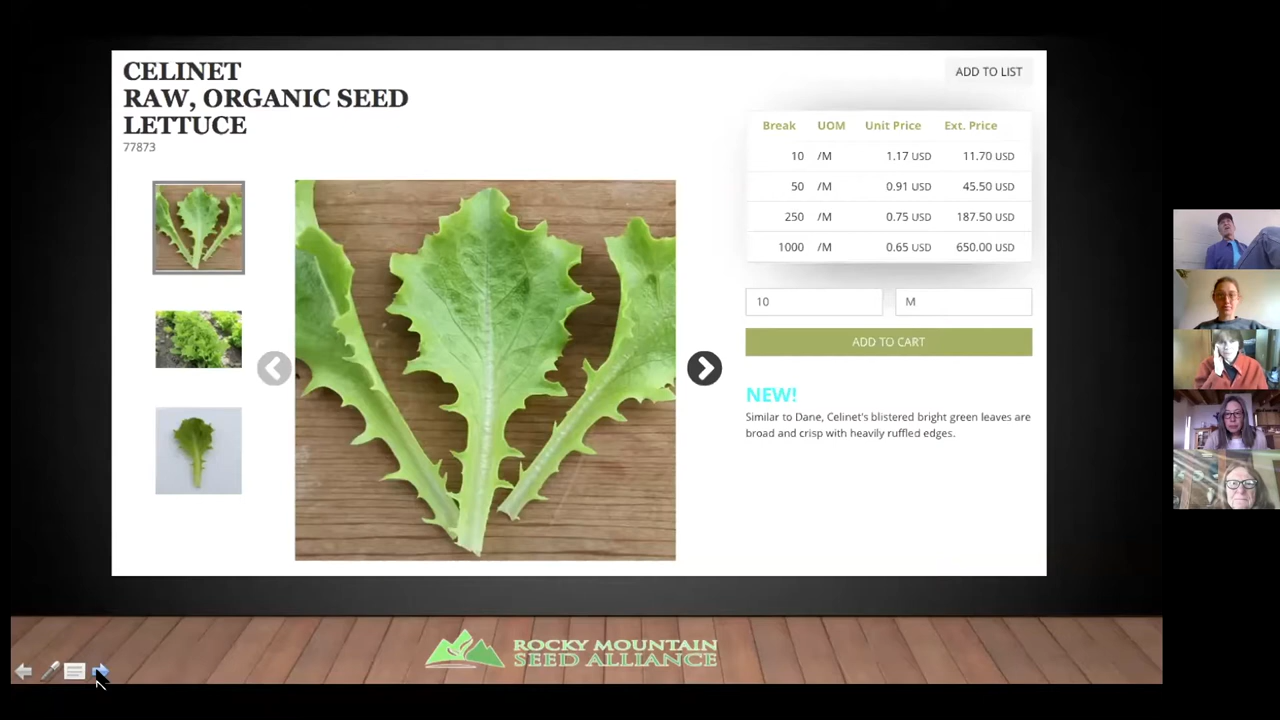 CELINET
RAW, ORGANIC SEED
LETTUCE
77873
ADD TO LIST
Break UOM Unit Price Ext. Price
10 /M 1.17 USD 11.70 USD
50 /M 0.91 USD 45.50 USD
250 /M 0.75 USD 187.50 USD
1000 /M 0.65 USD 650.00 USD
10 M
ADD TO CART
NEW!
Similar to Dane, Celinet's blistered bright green leaves are
broad and crisp with heavily ruffled edges.
ROCKY MOUNTAIN
SEED ALLIANCE